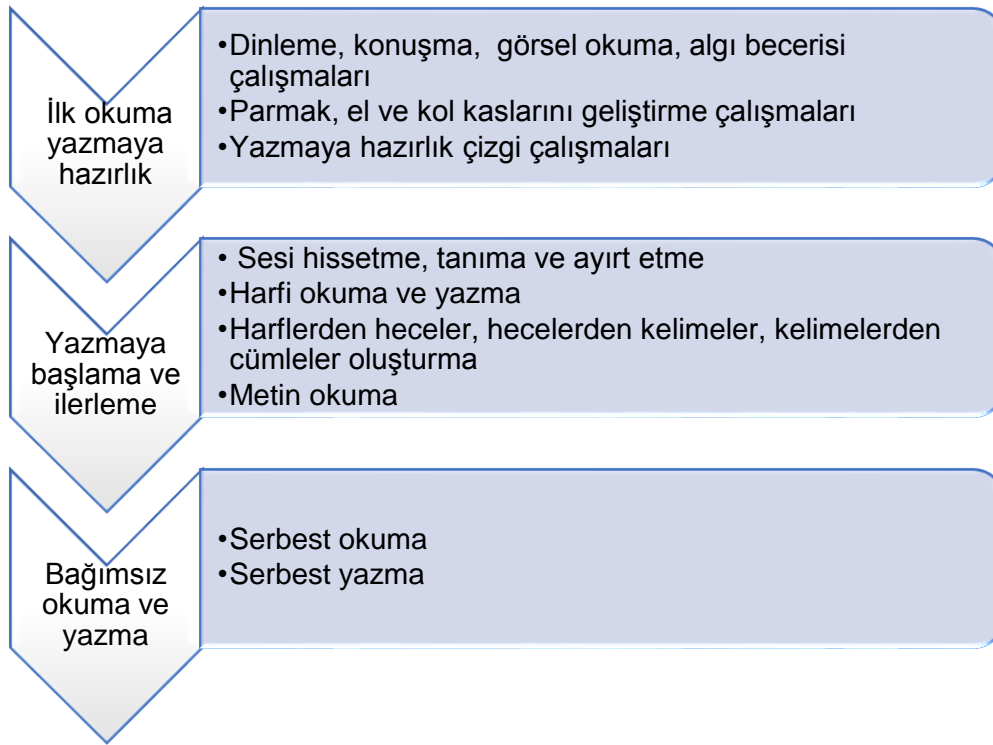 İlk okuma
yazmaya
hazırlık
•Dinleme, konuşma, görsel okuma, algı becerisi
çalışmaları
•Parmak, el ve kol kaslarını geliştirme çalışmaları
•Yazmaya hazırlık çizgi çalışmaları
Yazmaya
başlama ve
ilerleme
• Sesi hissetme, tanıma ve ayırt etme
•Harfi okuma ve yazma
•Harflerden heceler, hecelerden kelimeler, kelimelerden
cümleler oluşturma
•Metin okuma
Bağımsız
okuma ve
yazma
•Serbest okuma
•Serbest yazma